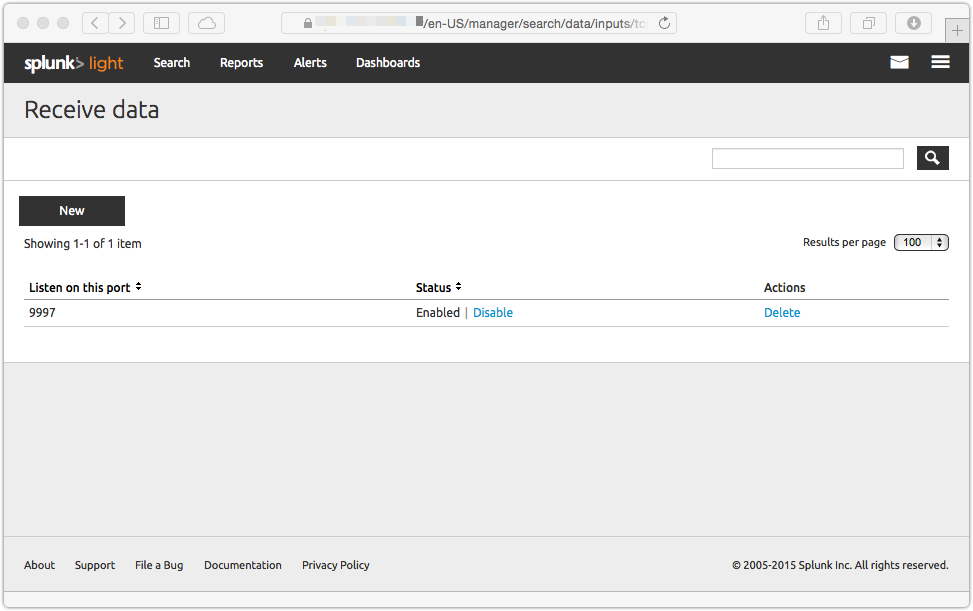 /en-US/manager/search/data/inputs/tc
splunk> light Search Reports Alerts Dashboards
Receive data
New
Showing 1-1 of 1 item
Results per page 100
Listen on this port Status Actions
9997 Enabled | Disable Delete
About Support File a Bug Documentation Privacy Policy © 2005-2015 Splunk Inc. All rights reserved.